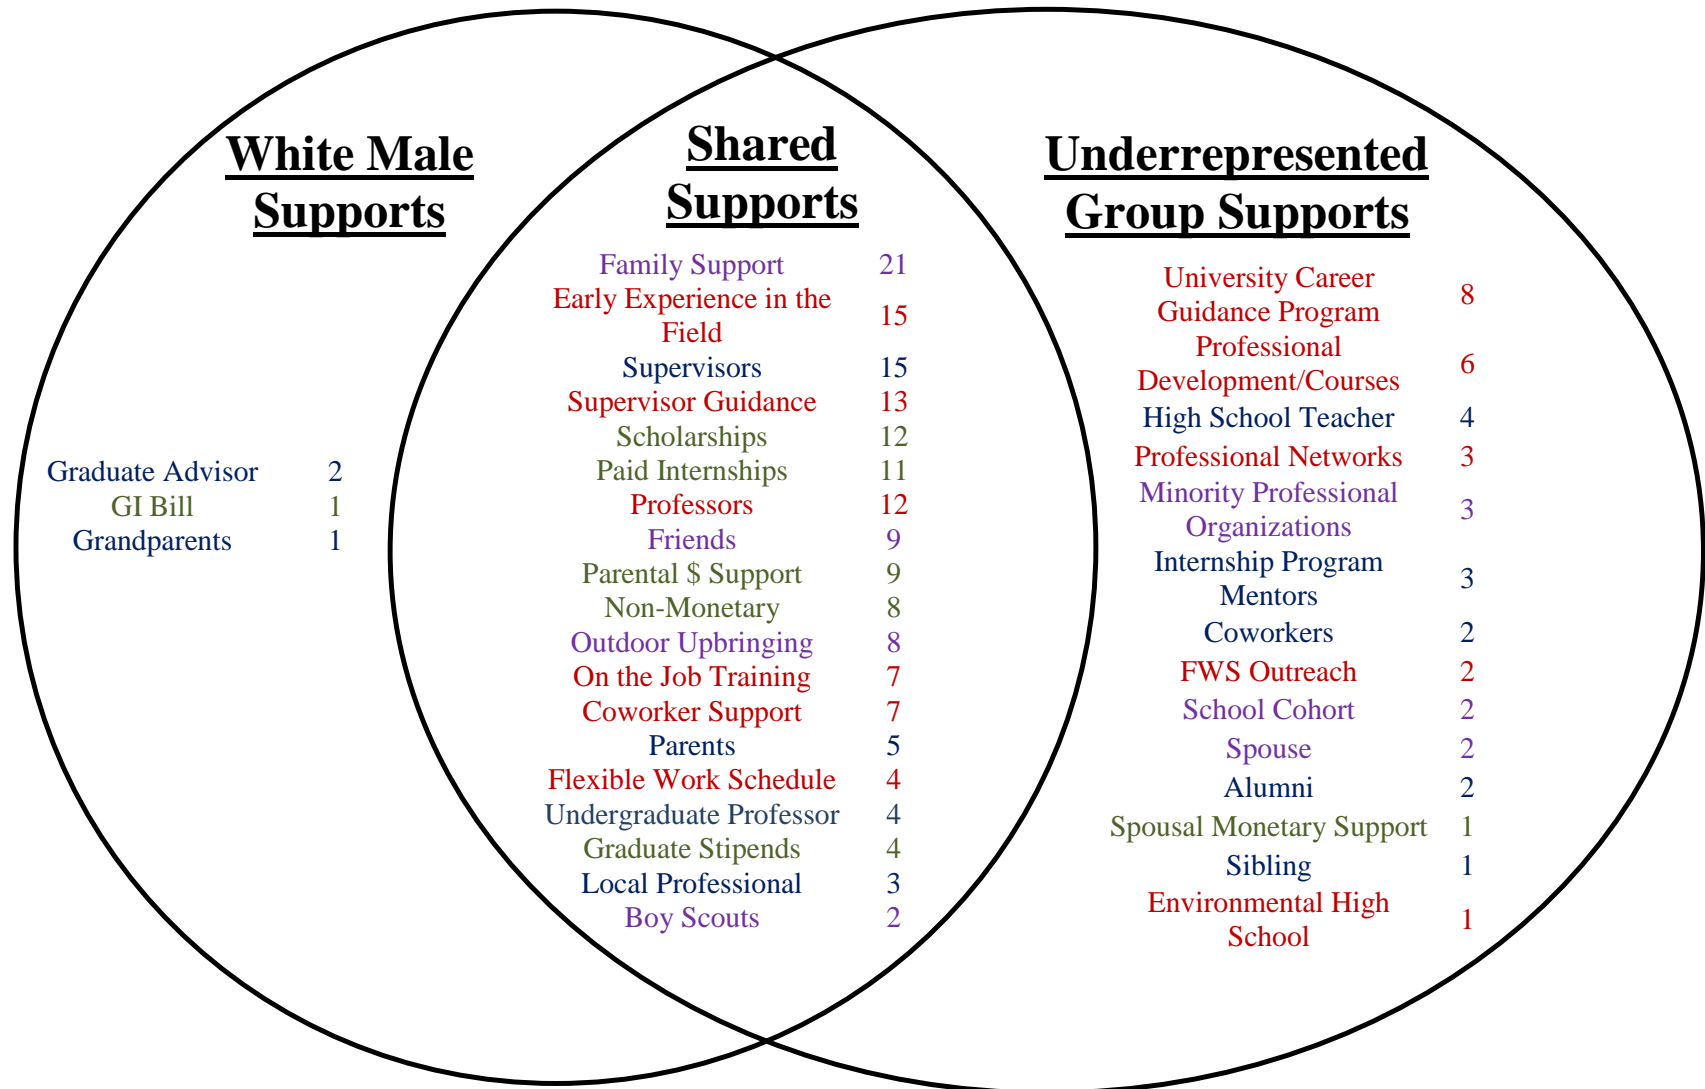 White Male
Supports
Graduate Advisor 2
GI Bill 1
Grandparents 1
Shared
Supports
Family Support 21
Early Experience in the
Field 15
Supervisors 15
Supervisor Guidance 13
Scholarships 12
Paid Internships 11
Professors 12
Friends 9
Parental $ Support 9
Non-Monetary 8
Outdoor Upbringing 8
On the Job Training 7
Coworker Support 7
Parents 5
Flexible Work Schedule 4
Undergraduate Professor 4
Graduate Stipends 4
Local Professional 3
Boy Scouts 2
Underrepresented
Group Supports
University Career
Guidance Program 8
Professional
Development/Courses 6
High School Teacher 4
Professional Networks 3
Minority Professional
Organizations 3
Internship Program
Mentors 3
Coworkers 2
FWS Outreach 2
School Cohort 2
Spouse 2
Alumni 2
Spousal Monetary Support 1
Sibling 1
Environmental High
School 1